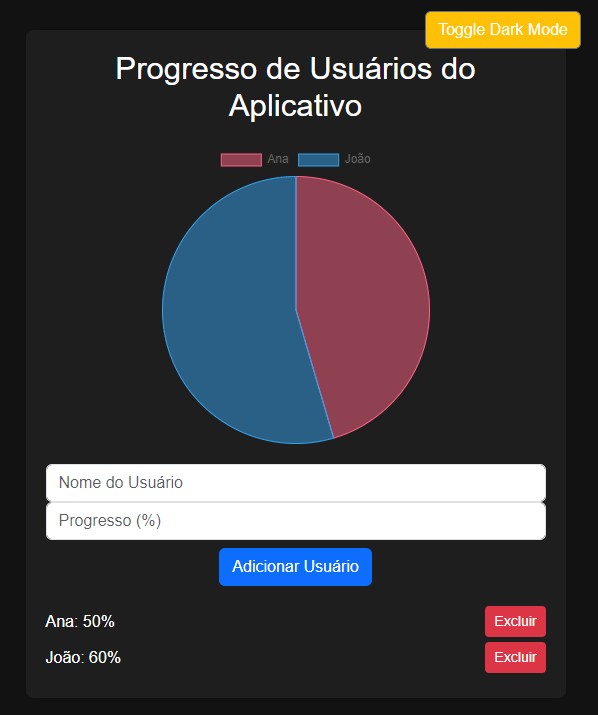 Toggle Dark Mode
Progresso de Usuários do
Aplicativo
Ana João
Nome do Usuário
Progresso (%)
Adicionar Usuário
Ana: 50% Excluir
João: 60% Excluir